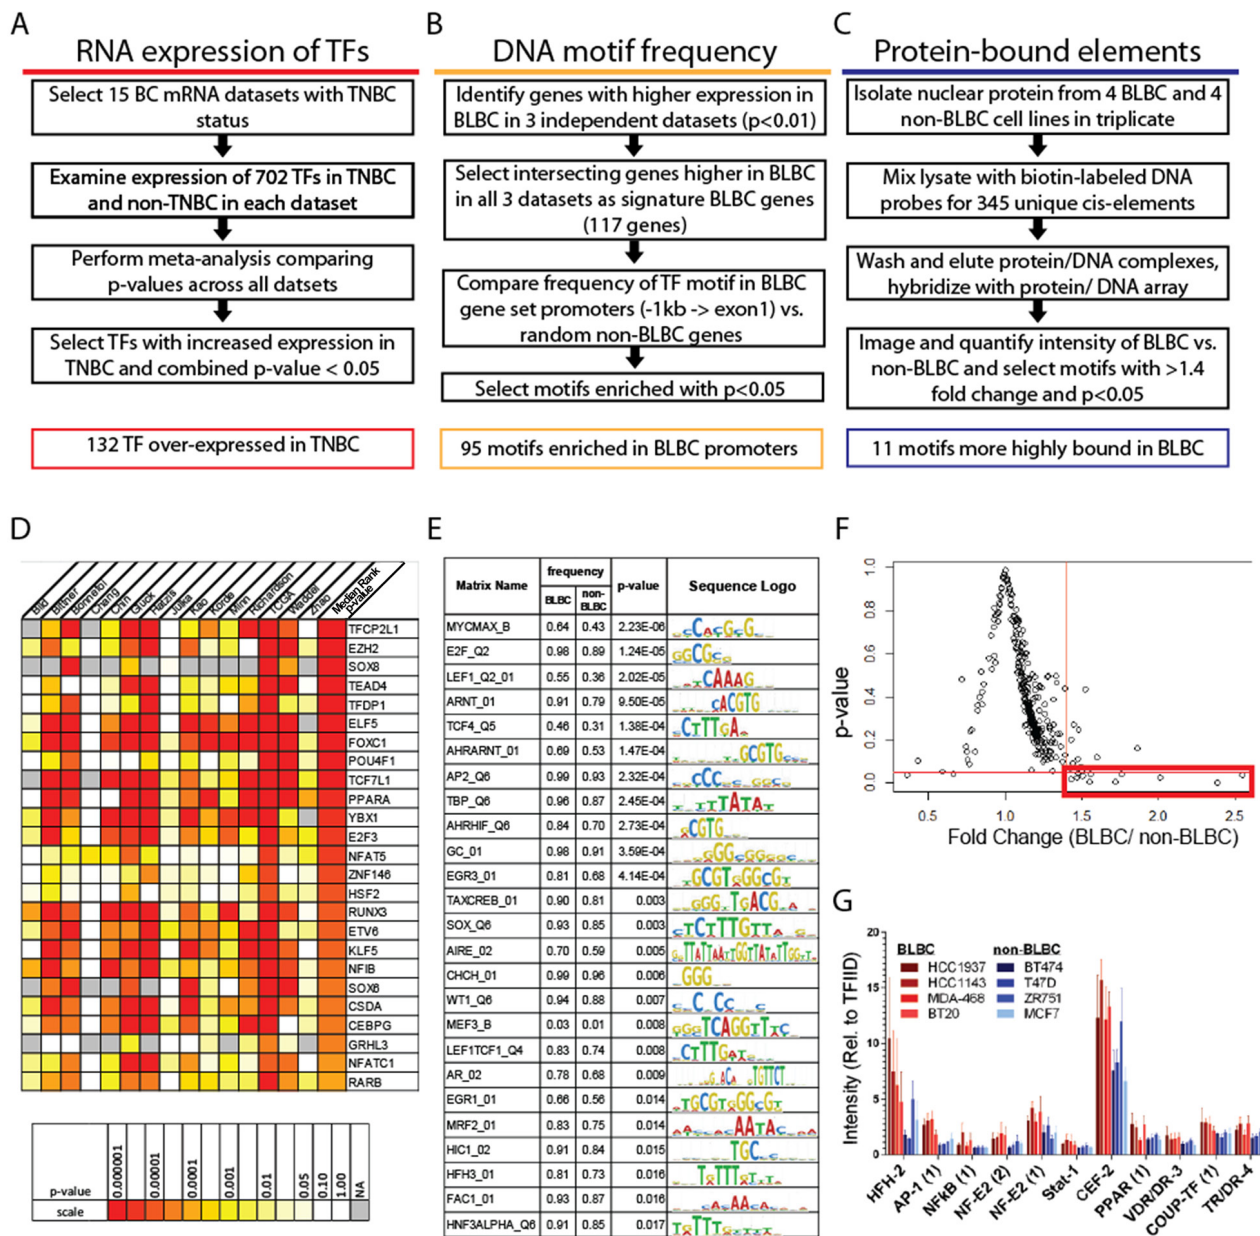 A
RNA expression of TFs
Select 15 BC mRNA datasets with TNBC
status
Examine expression of 702 TFs in TNBC
and non-TNBC in each dataset
Perform meta-analysis comparing
p-values across all datsets
Select TFs with increased expression in
TNBC and combined p-value < 0.05
132 TF over-expressed in TNBC
B
DNA motif frequency
Identify genes with higher expression in
BLBC in 3 independent datasets (p<0.01)
Select intersecting genes higher in BLBC
in all 3 datasets as signature BLBC genes
(117 genes)
Compare frequency of TF motif in BLBC
gene set promoters (-1kb -> exon1) vs.
random non-BLBC genes
Select motifs enriched with p<0.05
95 motifs enriched in BLBC promoters
C
Protein-bound elements
Isolate nuclear protein from 4 BLBC and 4
non-BLBC cell lines in triplicate
Mix lysate with biotin-labeled DNA
probes for 345 unique cis-elements
Wash and elute protein/DNA complexes,
hybridize with protein/ DNA array
Image and quantify intensity of BLBC vs.
non-BLBC and select motifs with >1.4
fold change and p<0.05
11 motifs more highly bound in BLBC
D
Bild
Bittner
Bonnefoi
Chang
Chin
Gluck
Hatzis
Julka
Kao
Korde
Minn
Richardson
TCGA
Waddel
Zhao
Median Rank
p-value
TFCP2L1
EZH2
SOX8
TEAD4
TFDP1
ELF5
FOXC1
POU4F1
TCF7L1
PPARA
YBX1
E2F3
NFAT5
ZNF146
HSF2
RUNX3
ETV6
KLF5
NFIB
SOX6
CSDA
CEBPG
GRHL3
NFATC1
RARB
p-value 0.000001 0.00001 0.0001 0.001 0.01 0.05 0.10 1.00 NA
scale
E
Matrix Name frequency p-value Sequence Logo
BLBC non-BLBC
MYCMAX_B 0.64 0.43 2.23E-06
E2F_Q2 0.98 0.89 1.24E-05
LEF1_Q2_01 0.55 0.36 2.02E-05
ARNT_01 0.91 0.79 9.50E-05
TCF4_Q5 0.46 0.31 1.38E-04
AHRARNT_01 0.69 0.53 1.47E-04
AP2_Q6 0.99 0.93 2.32E-04
TBP_Q6 0.96 0.87 2.45E-04
AHRHIF_Q6 0.84 0.70 2.73E-04
GC_01 0.98 0.91 3.59E-04
EGR3_01 0.81 0.68 4.14E-04
TAXCREB_01 0.90 0.81 0.003
SOX_Q6 0.93 0.85 0.003
AIRE_02 0.70 0.59 0.005
CHCH_01 0.99 0.96 0.006
WT1_Q6 0.94 0.88 0.007
MEF3_B 0.03 0.01 0.008
LEF1TCF1_Q4 0.83 0.74 0.008
AR_02 0.78 0.68 0.009
EGR1_01 0.66 0.56 0.014
MRF2_01 0.83 0.75 0.014
HIC1_02 0.91 0.84 0.015
HFH3_01 0.81 0.73 0.016
FAC1_01 0.93 0.87 0.016
HNF3ALPHA_Q6 0.91 0.85 0.017
F
p-value
1.0
0.8
0.6
0.4
0.2
0.0
0.5 1.0 1.5 2.0 2.5
Fold Change (BLBC/ non-BLBC)
G
Intensity (Rel. to TFIID)
20
15
10
5
0
BLBC non-BLBC
HCC1937 BT474
HCC1143 T47D
MDA-468 ZR751
BT20 MCF7
HFH-2
AP-1 (1)
NFkB (1)
NF-E2 (2)
NF-E2 (1)
Stat-1
CEF-2
PPAR (1)
VDR/DR-3
COUP-TF (1)
TR/DR-4